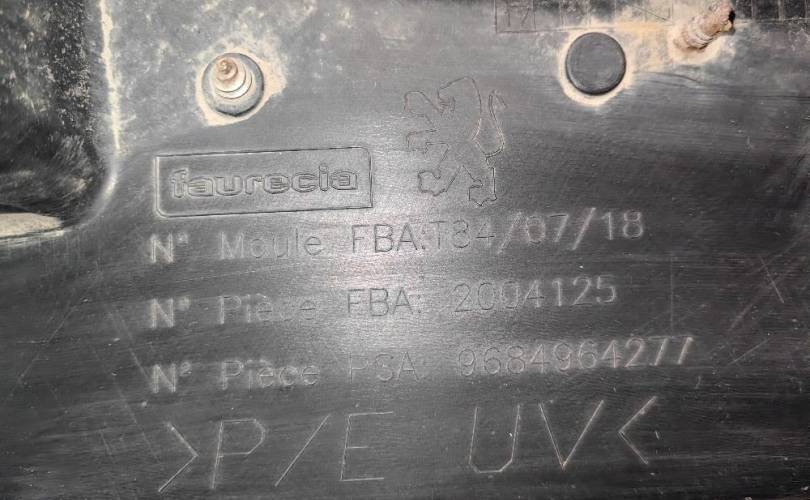 faurecia
N° Moule FBA:T84/07/18
N° Pièce FBA: 2004125
N° Pièce PSA 9684964277
>P/E UV<